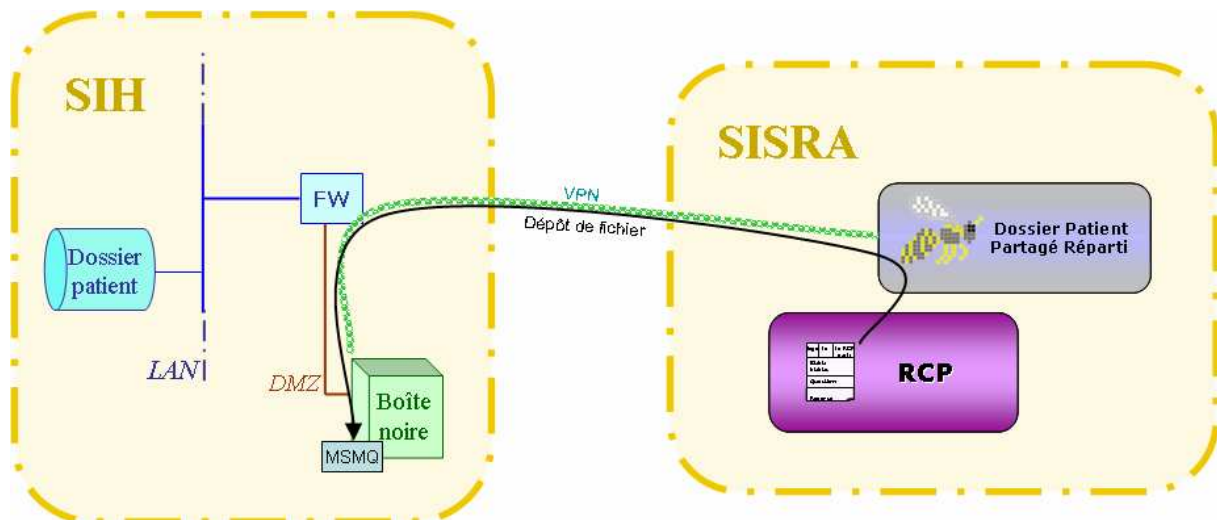 SIH
SISRA
FW
VPN
Dépôt de fichier
Dossier Patient
Partagé Réparti
Dossier
patient
LAN
DMZ
Boîte
noire
MSMQ
RCP
Question